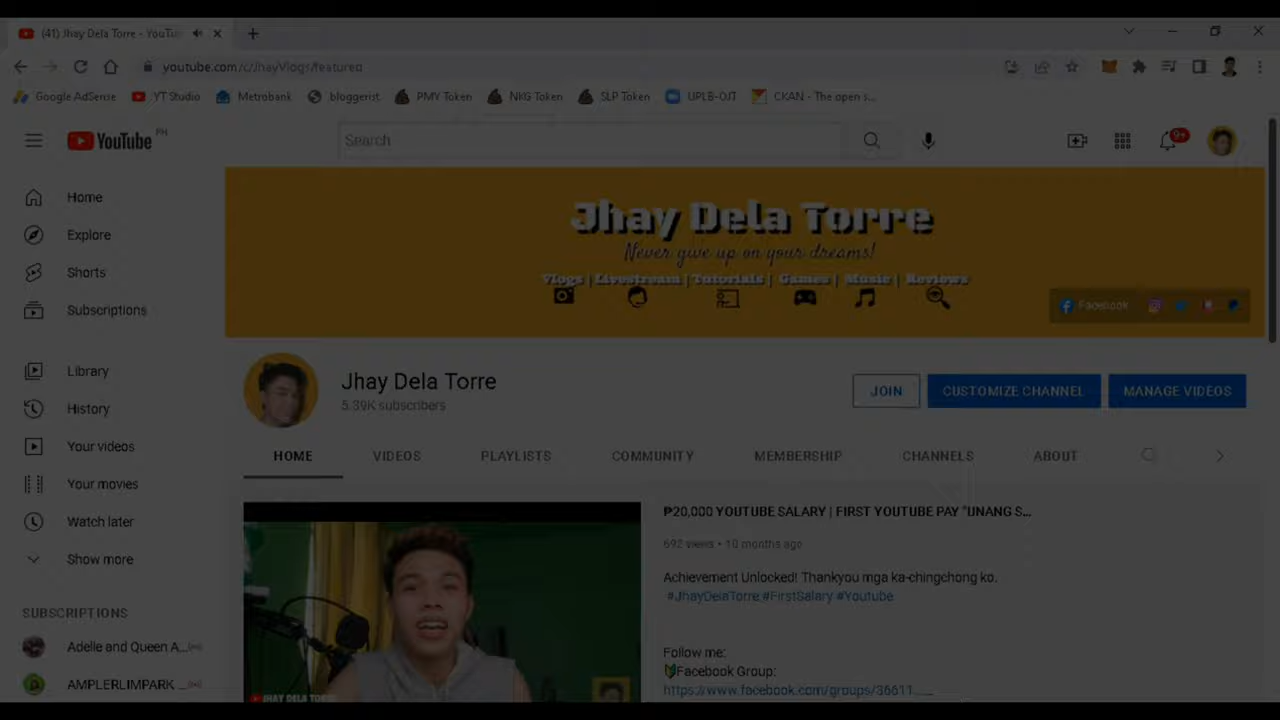 (41) Jhay Dela Torre - YouTu
youtube.com/c/JhayVlogs/featured
Google AdSense YT Studio Metrobank bloggerist PMY Token NKG Token SLP Token UPLB-OJT CKAN - The open s...
YouTube PH
Search
9+
Home
Explore
Shorts
Subscriptions
Library
History
Your videos
Your movies
Watch later
Show more
SUBSCRIPTIONS
Adelle and Queen A...
AMPLERLIMPARK ...
Jhay Dela Torre
Never give up on your dreams!
Vlogs | Livestream | Tutorials | Games | Music | Reviews
Facebook
Jhay Dela Torre
5.39K subscribers
JOIN
CUSTOMIZE CHANNEL
MANAGE VIDEOS
HOME VIDEOS PLAYLISTS COMMUNITY MEMBERSHIP CHANNELS ABOUT
JHAY DELA TORRE
₱20,000 YOUTUBE SALARY | FIRST YOUTUBE PAY "UNANG S...
692 views • 10 months ago
Achievement Unlocked! Thankyou mga ka-chingchong ko.
#JhayDelaTorre #FirstSalary #Youtube
Follow me:
Facebook Group:
https://www.facebook.com/groups/36611...